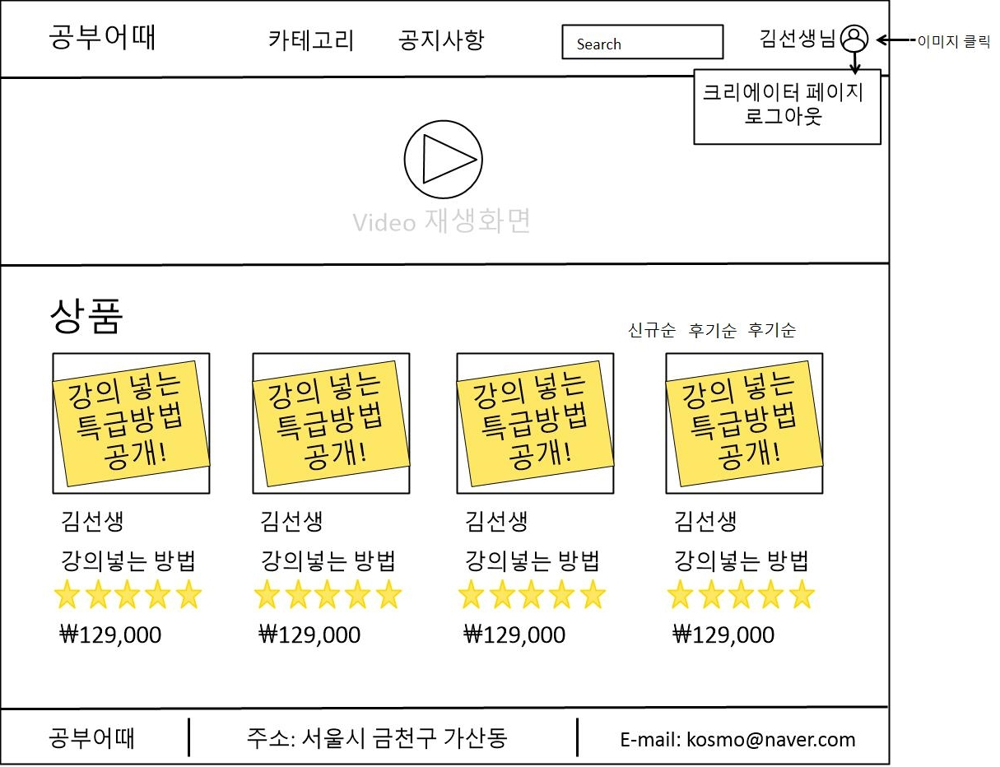 공부어때
카테고리
공지사항
Search
김선생님
이미지 클릭
크리에이터 페이지
로그아웃
Video 재생화면
상품
신규순 후기순 후기순
강의 넣는
특급방법
공개!
강의 넣는
특급방법
공개!
강의 넣는
특급방법
공개!
강의 넣는
특급방법
공개!
김선생
김선생
김선생
김선생
강의넣는 방법
강의넣는 방법
강의넣는 방법
강의넣는 방법
₩129,000
₩129,000
₩129,000
₩129,000
공부어때
주소: 서울시 금천구 가산동
E-mail: kosmo@naver.com